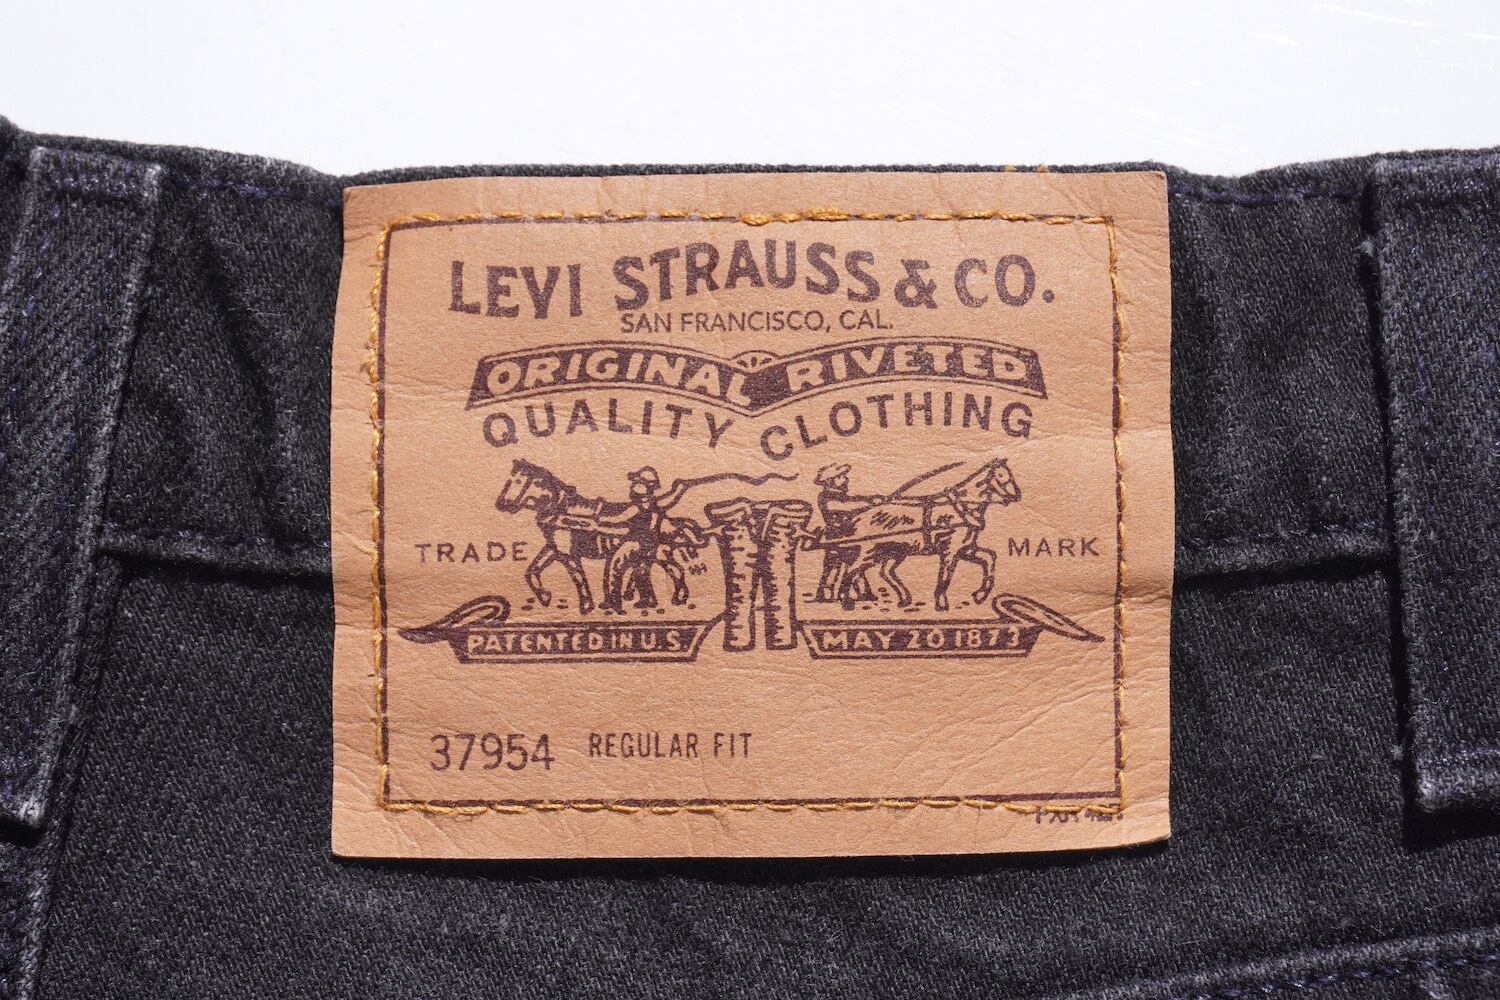 LEVI STRAUSS & CO.
SAN FRANCISCO, CAL.
ORIGINAL RIVETED
QUALITY CLOTHING
TRADE MARK
PATENTED IN U.S. MAY 20 1873
37954 REGULAR FIT